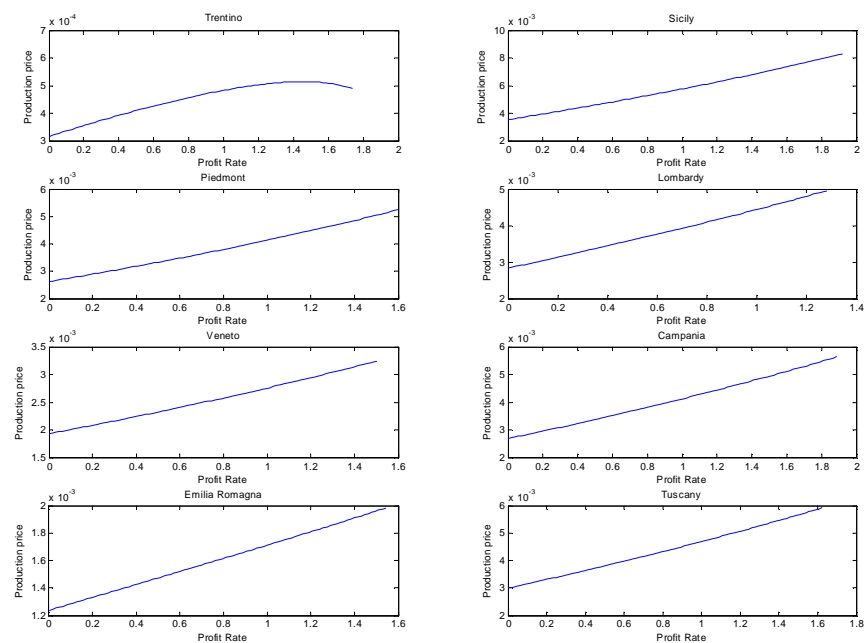 Trentino
x 10^-4
7
6
5
4
3
Production price
0 0.2 0.4 0.6 0.8 1 1.2 1.4 1.6 1.8 2
Profit Rate
Sicily
x 10^-3
10
8
6
4
2
Production price
0 0.2 0.4 0.6 0.8 1 1.2 1.4 1.6 1.8 2
Profit Rate
Piedmont
x 10^-3
6
5
4
3
2
Production price
0 0.2 0.4 0.6 0.8 1 1.2 1.4 1.6
Profit Rate
Lombardy
x 10^-3
5
4
3
2
Production price
0 0.2 0.4 0.6 0.8 1 1.2 1.4
Profit Rate
Veneto
x 10^-3
3.5
3
2.5
2
1.5
Production price
0 0.2 0.4 0.6 0.8 1 1.2 1.4 1.6
Profit Rate
Campania
x 10^-3
6
5
4
3
2
Production price
0 0.2 0.4 0.6 0.8 1 1.2 1.4 1.6 1.8 2
Profit Rate
Emilia Romagna
x 10^-3
2
1.8
1.6
1.4
1.2
Production price
0 0.2 0.4 0.6 0.8 1 1.2 1.4 1.6
Profit Rate
Tuscany
x 10^-3
6
5
4
3
2
Production price
0 0.2 0.4 0.6 0.8 1 1.2 1.4 1.6 1.8
Profit Rate